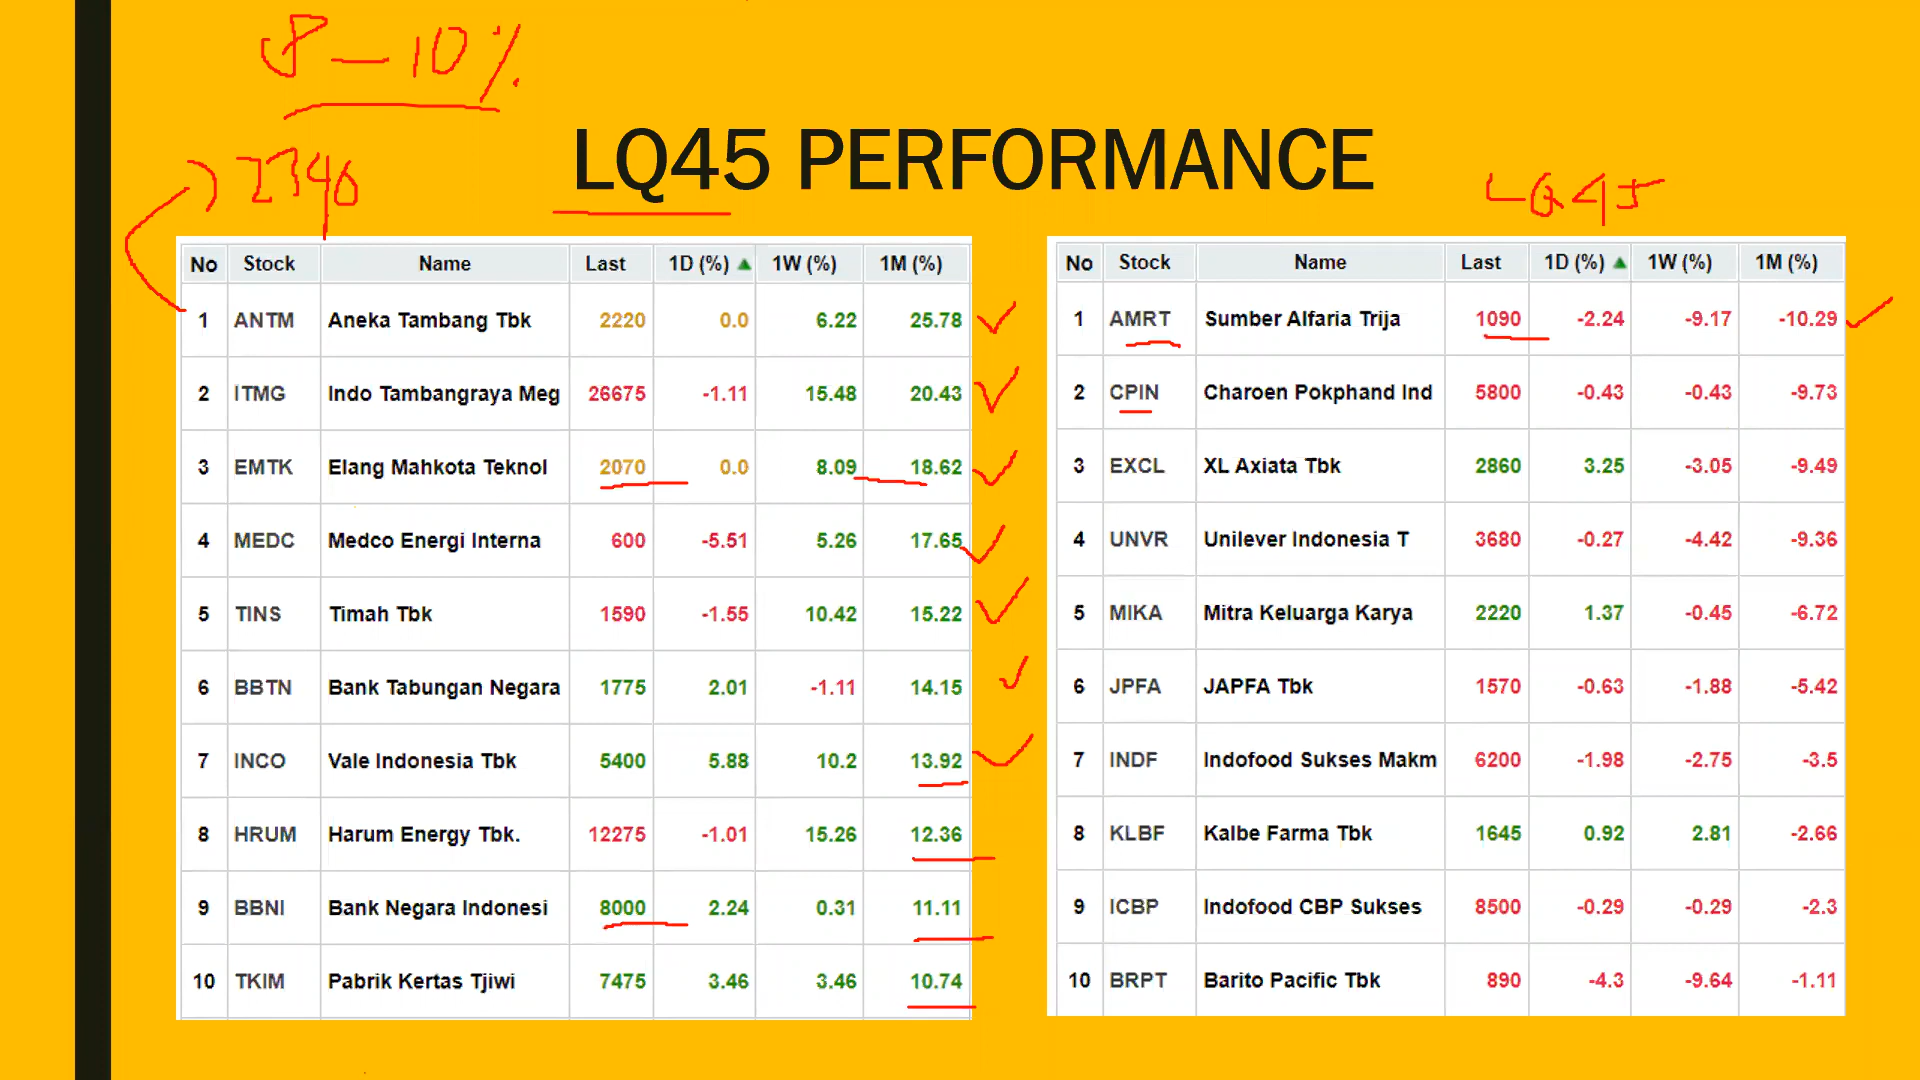 8 - 10%
2340
LQ45 PERFORMANCE
LQ45
No Stock Name Last 1D (%) ▲ 1W (%) 1M (%)
1 ANTM Aneka Tambang Tbk 2220 0.0 6.22 25.78
2 ITMG Indo Tambangraya Meg 26675 -1.11 15.48 20.43
3 EMTK Elang Mahkota Teknol 2070 0.0 8.09 18.62
4 MEDC Medco Energi Interna 600 -5.51 5.26 17.65
5 TINS Timah Tbk 1590 -1.55 10.42 15.22
6 BBTN Bank Tabungan Negara 1775 2.01 -1.11 14.15
7 INCO Vale Indonesia Tbk 5400 5.88 10.2 13.92
8 HRUM Harum Energy Tbk. 12275 -1.01 15.26 12.36
9 BBNI Bank Negara Indonesi 8000 2.24 0.31 11.11
10 TKIM Pabrik Kertas Tjiwi 7475 3.46 3.46 10.74
No Stock Name Last 1D (%) ▲ 1W (%) 1M (%)
1 AMRT Sumber Alfaria Trija 1090 -2.24 -9.17 -10.29
2 CPIN Charoen Pokphand Ind 5800 -0.43 -0.43 -9.73
3 EXCL XL Axiata Tbk 2860 3.25 -3.05 -9.49
4 UNVR Unilever Indonesia T 3680 -0.27 -4.42 -9.36
5 MIKA Mitra Keluarga Karya 2220 1.37 -0.45 -6.72
6 JPFA JAPFA Tbk 1570 -0.63 -1.88 -5.42
7 INDF Indofood Sukses Makm 6200 -1.98 -2.75 -3.5
8 KLBF Kalbe Farma Tbk 1645 0.92 2.81 -2.66
9 ICBP Indofood CBP Sukses 8500 -0.29 -0.29 -2.3
10 BRPT Barito Pacific Tbk 890 -4.3 -9.64 -1.11